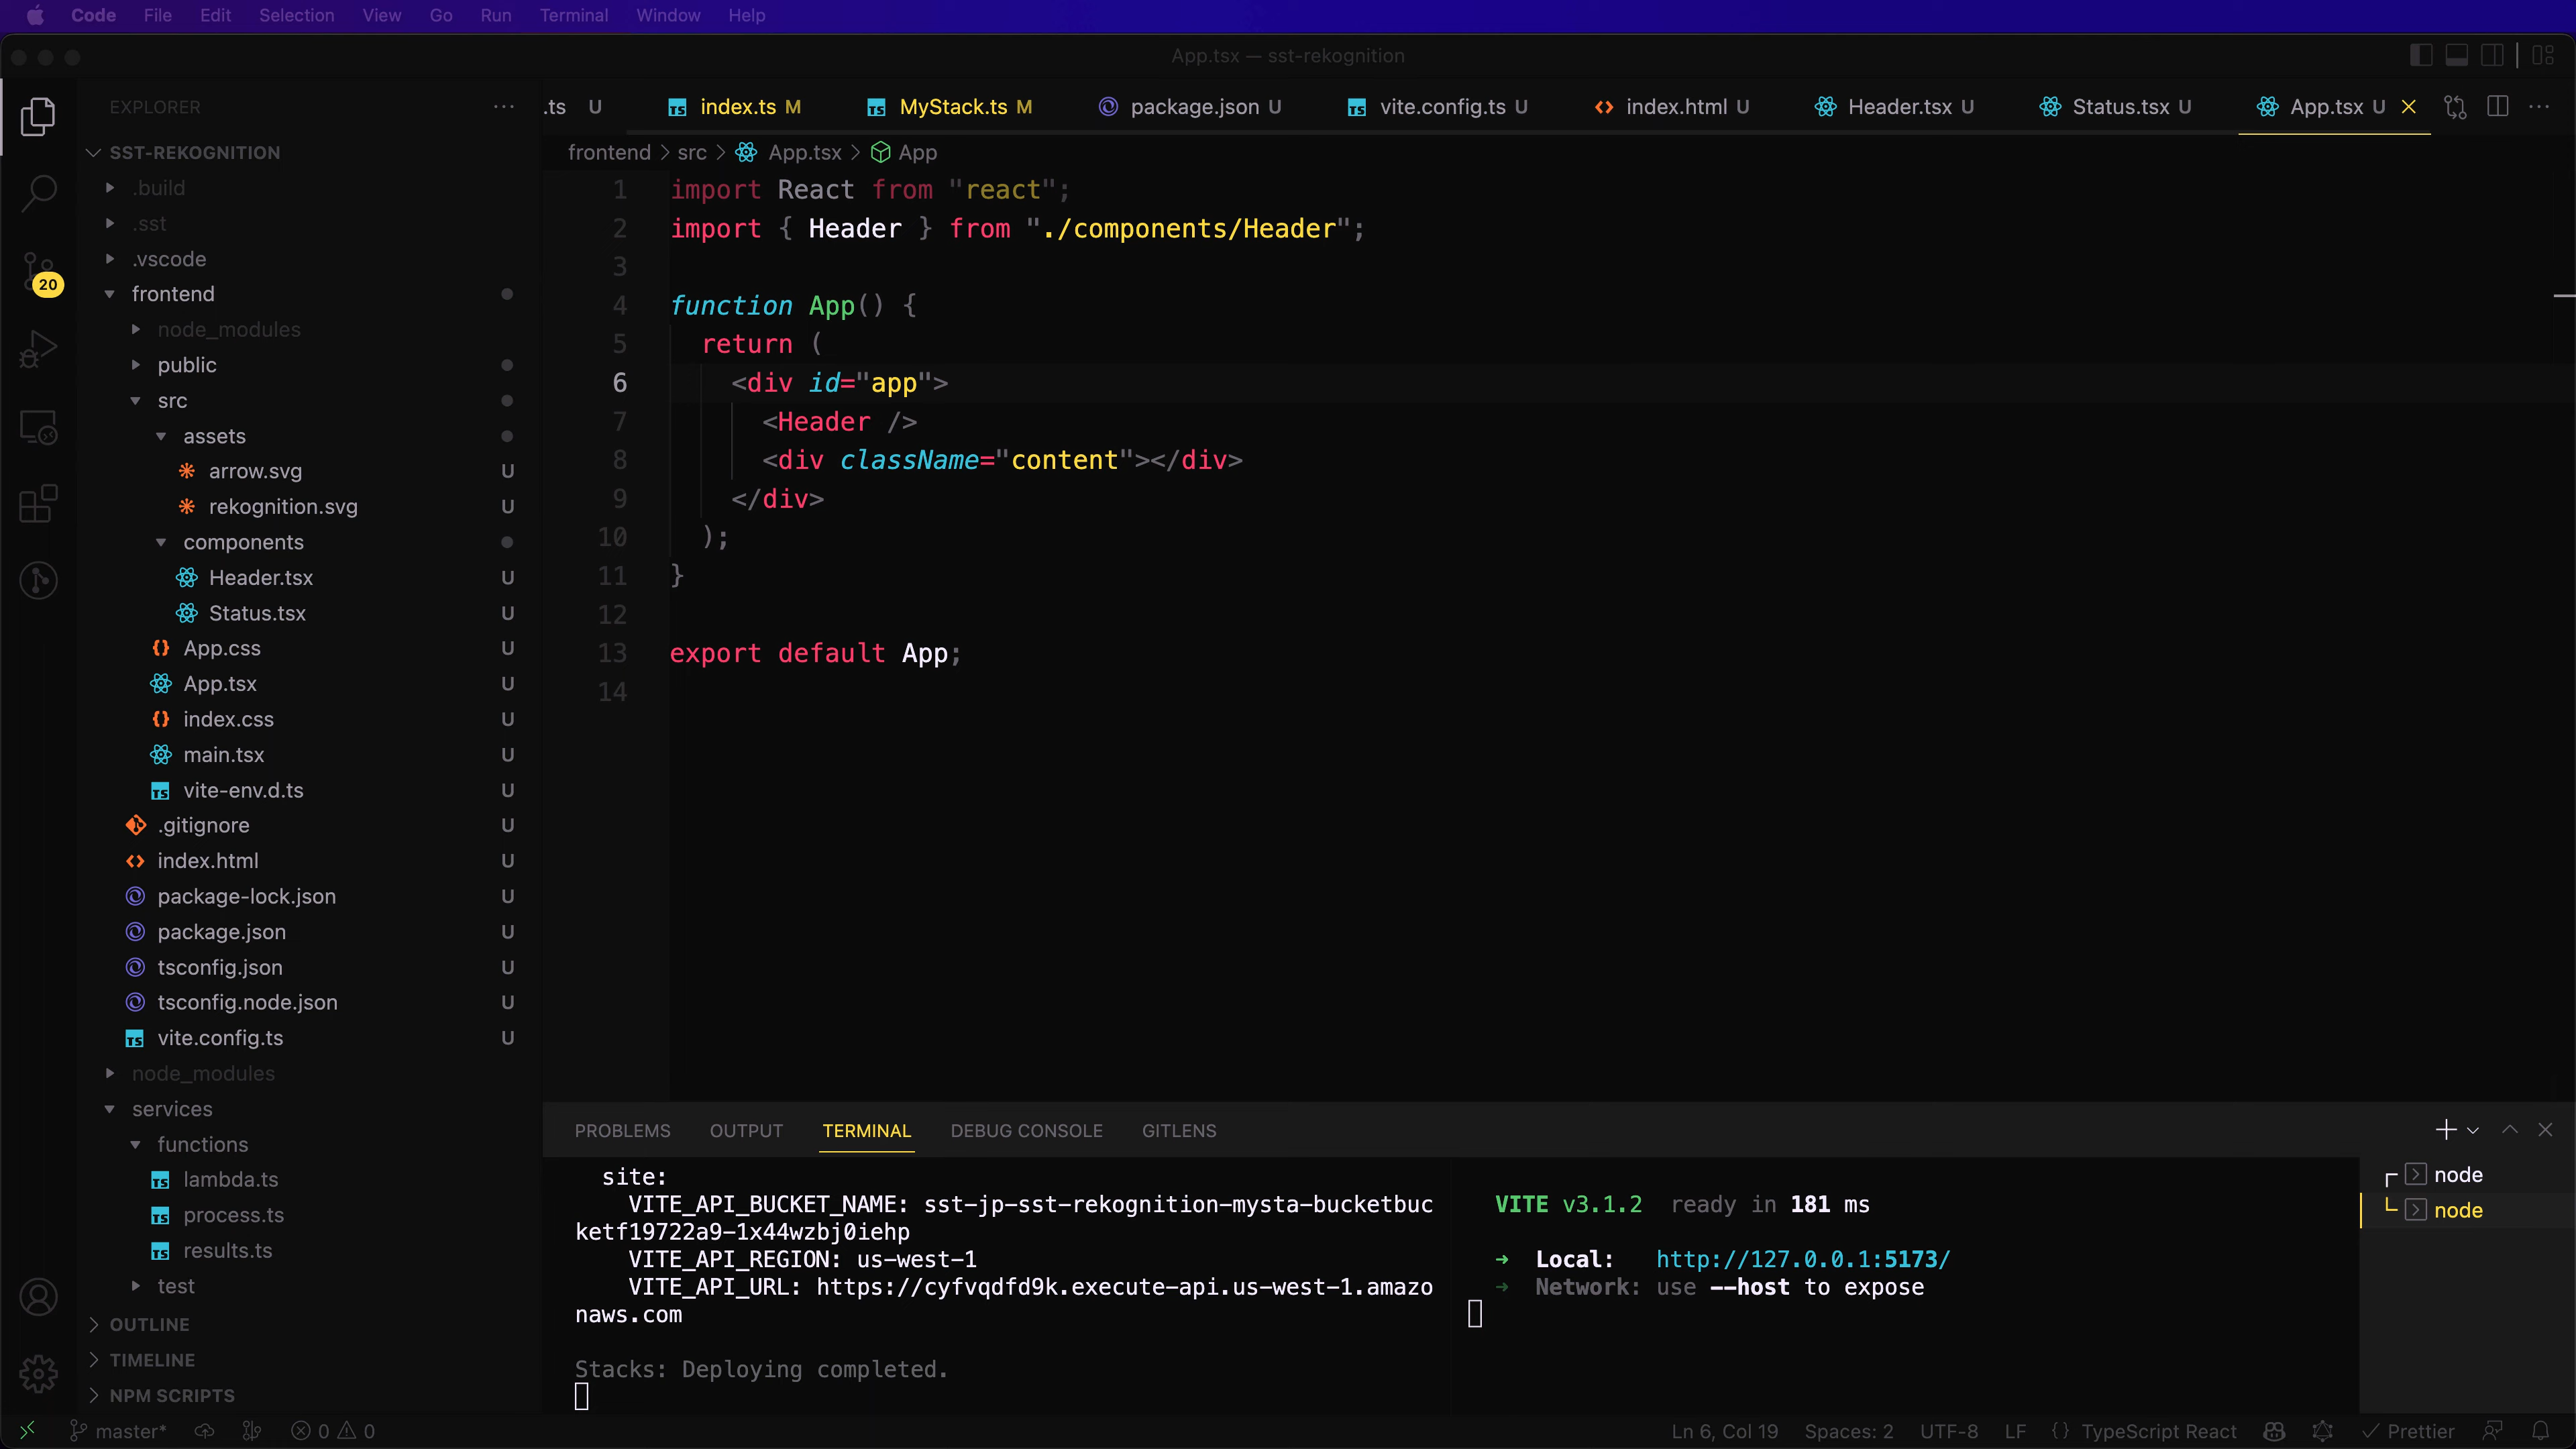 Code File Edit Selection View Go Run Terminal Window Help
App.tsx — sst-rekognition
EXPLORER
.ts U index.ts M MyStack.ts M package.json U vite.config.ts U index.html U Header.tsx U Status.tsx U App.tsx U
frontend > src > App.tsx > App
SST-REKOGNITION
.build
.sst
.vscode
20
frontend
node_modules
public
src
assets
arrow.svg U
rekognition.svg U
components
Header.tsx U
Status.tsx U
App.css U
App.tsx U
index.css U
main.tsx U
vite-env.d.ts U
.gitignore U
index.html U
package-lock.json U
package.json U
tsconfig.json U
tsconfig.node.json U
vite.config.ts U
node_modules
services
functions
lambda.ts
process.ts
results.ts
test
OUTLINE
TIMELINE
NPM SCRIPTS
1 import React from "react";
2 import { Header } from "./components/Header";
3
4 function App() {
5 return (
6 <div id="app">
7 <Header />
8 <div className="content"></div>
9 </div>
10 );
11 }
12
13 export default App;
14
PROBLEMS OUTPUT TERMINAL DEBUG CONSOLE GITLENS
site:
VITE_API_BUCKET_NAME: sst-jp-sst-rekognition-mysta-bucketbuc
ketf19722a9-1x44wzbj0iehp
VITE_API_REGION: us-west-1
VITE_API_URL: https://cyfvqdfd9k.execute-api.us-west-1.amazo
naws.com
Stacks: Deploying completed.
VITE v3.1.2 ready in 181 ms
➜ Local: http://127.0.0.1:5173/
➜ Network: use --host to expose
node
node
master* 0 0 Ln 6, Col 19 Spaces: 2 UTF-8 LF {} TypeScript React Prettier